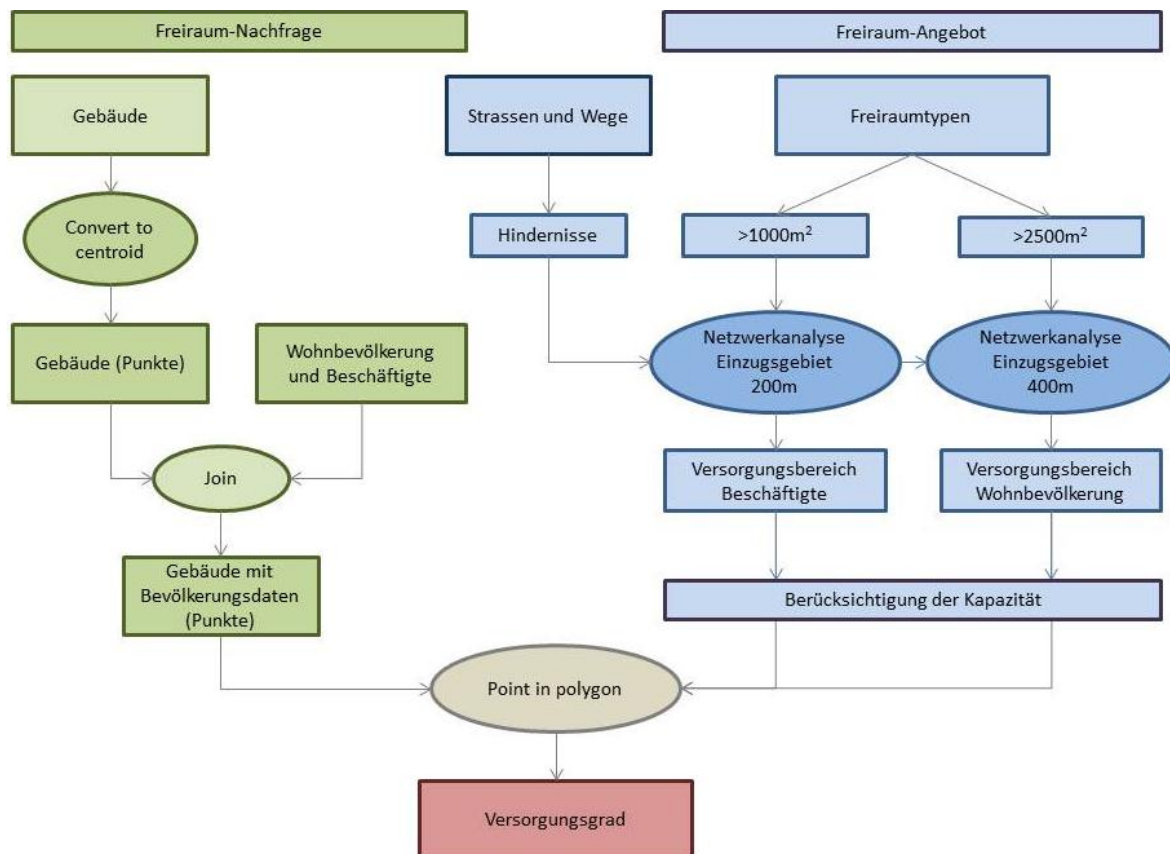 Freiraum-Nachfrage
Freiraum-Angebot
Gebäude
Strassen und Wege
Freiraumtypen
Convert to
centroid
Hindernisse
>1000m²
>2500m²
Gebäude (Punkte)
Wohnbevölkerung
und Beschäftigte
Netzwerkanalyse
Einzugsgebiet
200m
Netzwerkanalyse
Einzugsgebiet
400m
Join
Versorgungsbereich
Beschäftigte
Versorgungsbereich
Wohnbevölkerung
Gebäude mit
Bevölkerungsdaten
(Punkte)
Berücksichtigung der Kapazität
Point in polygon
Versorgungsgrad